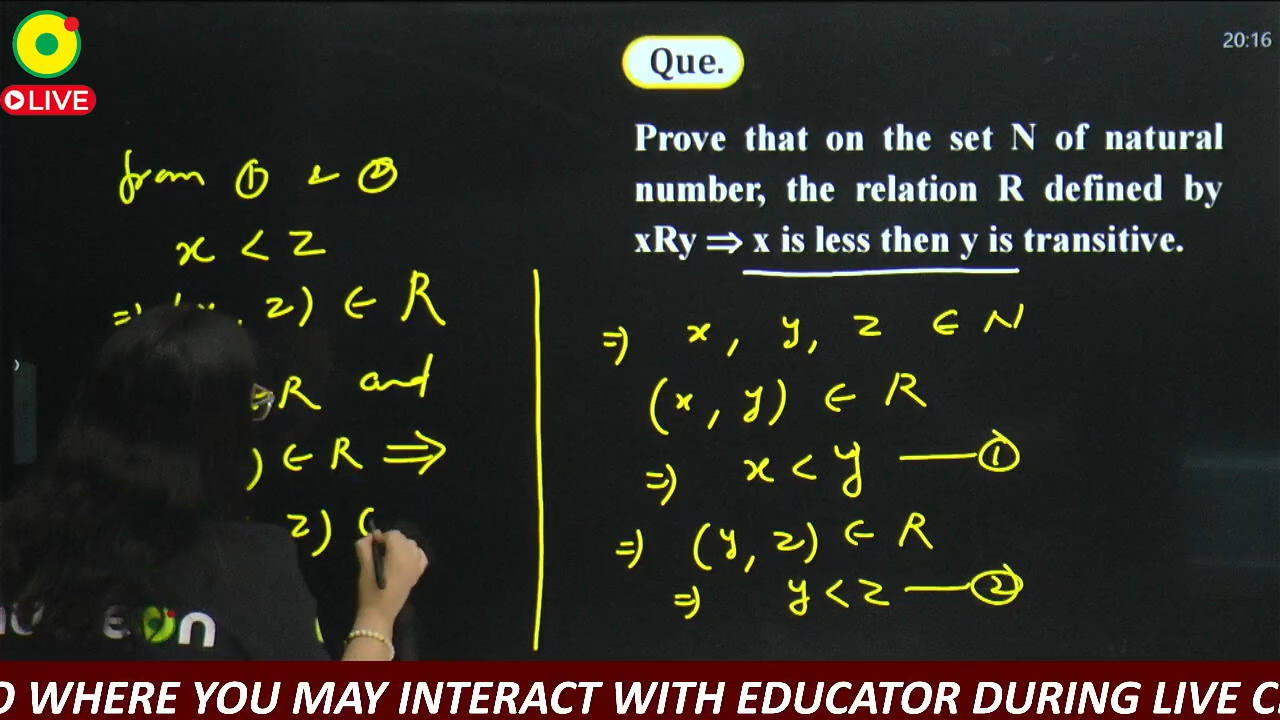 LIVE
20:16
Que.
Prove that on the set N of natural
number, the relation R defined by
xRy ⇒ x is less then y is transitive.
⇒ x, y, z ∈ N
(x, y) ∈ R
⇒ x < y — ①
⇒ (y, z) ∈ R
⇒ y < z — ②
from ① & ②
x < z
⇒ (x, z) ∈ R
∈ R and
) ∈ R ⇒
z) ∈
WHERE YOU MAY INTERACT WITH EDUCATOR DURING LIVE